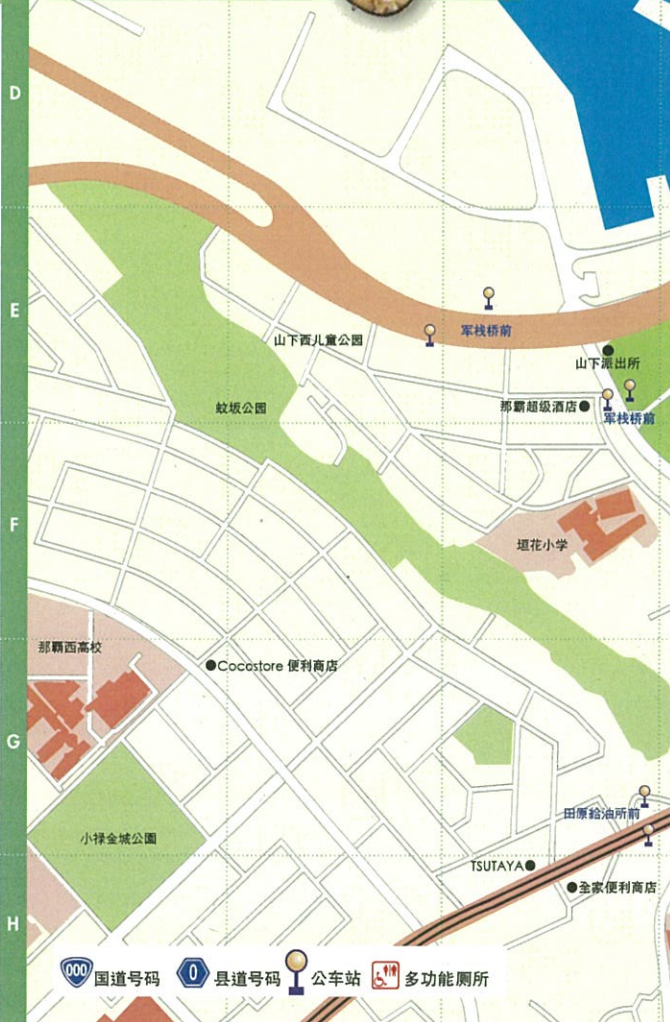 D
E
军栈桥前
山下西儿童公园
山下派出所
蚊坂公园
那霸超级酒店
军栈桥前
F
垣花小学
那霸西高校
Cocostore 便利商店
G
田原給油所前
小禄金城公園
TSUTAYA
全家便利商店
H
000 国道号码
0 县道号码
公车站
多功能厕所